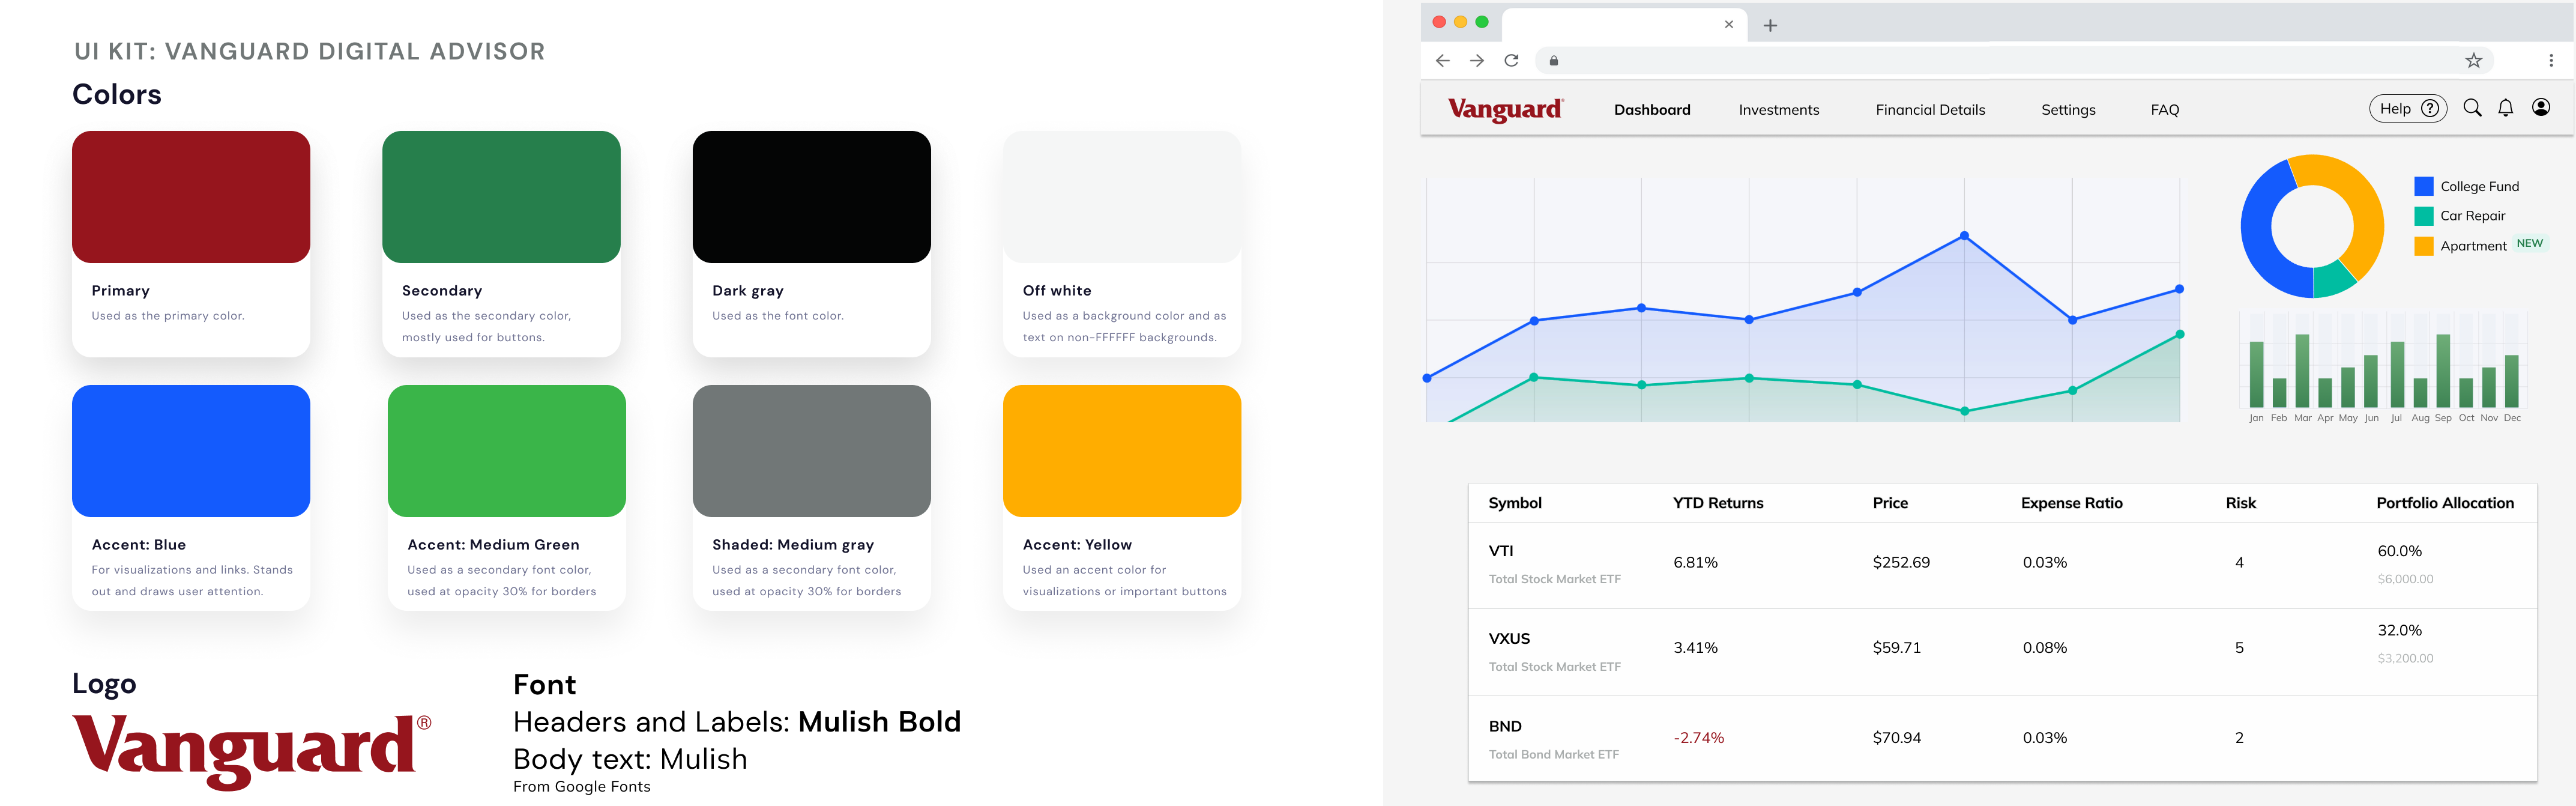 UI KIT: VANGUARD DIGITAL ADVISOR
Colors
Primary
Used as the primary color.
Secondary
Used as the secondary color,
mostly used for buttons.
Dark gray
Used as the font color.
Off white
Used as a background color and as
text on non-FFFFFF backgrounds.
Accent: Blue
For visualizations and links. Stands
out and draws user attention.
Accent: Medium Green
Used as a secondary font color,
used at opacity 30% for borders
Shaded: Medium gray
Used as a secondary font color,
used at opacity 30% for borders
Accent: Yellow
Used an accent color for
visualizations or important buttons
Logo
Vanguard®
Font
Headers and Labels: Mulish Bold
Body text: Mulish
From Google Fonts
Vanguard® Dashboard Investments Financial Details Settings FAQ Help ?
College Fund
Car Repair
Apartment NEW
Jan Feb Mar Apr May Jun Jul Aug Sep Oct Nov Dec
Symbol YTD Returns Price Expense Ratio Risk Portfolio Allocation
VTI
Total Stock Market ETF
6.81% $252.69 0.03% 4
60.0%
$6,000.00
VXUS
Total Stock Market ETF
3.41% $59.71 0.08% 5
32.0%
$3,200.00
BND
Total Bond Market ETF
-2.74% $70.94 0.03% 2